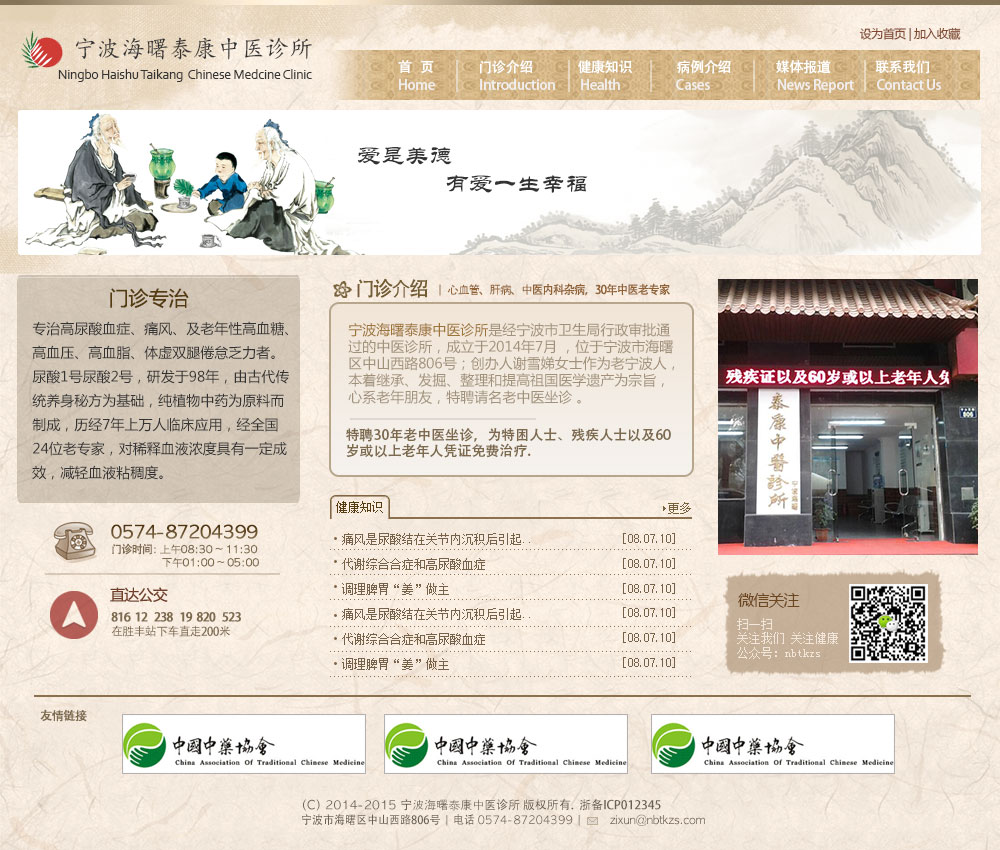 设为首页 | 加入收藏
宁波海曙泰康中医诊所
Ningbo Haishu Taikang Chinese Medcine Clinic
首 页 门诊介绍 健康知识 病例介绍 媒体报道 联系我们
Home Introduction Health Cases News Report Contact Us
爱是美德
有爱一生幸福
门诊专治
专治高尿酸血症、痛风、及老年性高血糖、
高血压、高血脂、体虚双腿倦怠乏力者。
尿酸1号尿酸2号，研发于98年，由古代传
统养身秘方为基础，纯植物中药为原料而
制成，历经7年上万人临床应用，经全国
24位老专家，对稀释血液浓度具有一定成
效，减轻血液粘稠度。
0574-87204399
门诊时间: 上午08:30 ~ 11:30
下午01:00 ~ 05:00
直达公交
816 12 238 19 820 523
在胜丰站下车直走200米
门诊介绍 | 心血管、肝病、中医内科杂病，30年中医老专家
宁波海曙泰康中医诊所是经宁波市卫生局行政审批通
过的中医诊所，成立于2014年7月 ，位于宁波市海曙
区中山西路806号；创办人谢雪娣女士作为老宁波人，
本着继承、发掘、整理和提高祖国医学遗产为宗旨，
心系老年朋友，特聘请名老中医坐诊 。
特聘30年老中医坐诊，为特困人士、残疾人士以及60
岁或以上老年人凭证免费治疗.
健康知识 更多
· 痛风是尿酸结在关节内沉积后引起.. [08.07.10]
· 代谢综合合症和高尿酸血症 [08.07.10]
· 调理脾胃“姜”做主 [08.07.10]
· 痛风是尿酸结在关节内沉积后引起.. [08.07.10]
· 代谢综合合症和高尿酸血症 [08.07.10]
· 调理脾胃“姜”做主 [08.07.10]
残疾证以及60岁或以上老年人免
泰康中醫診所
806
微信关注
扫一扫
关注我们 关注健康
公众号: nbtkrs
友情链接
中國中藥協會
China Association Of Traditional Chinese Medicine
中國中藥協會
China Association Of Traditional Chinese Medicine
中國中藥協會
China Association Of Traditional Chinese Medicine
(C) 2014-2015 宁波海曙泰康中医诊所 版权所有. 浙备ICP012345
宁波市海曙区中山西路806号 | 电话 0574-87204399 | zixun@nbtkzs.com